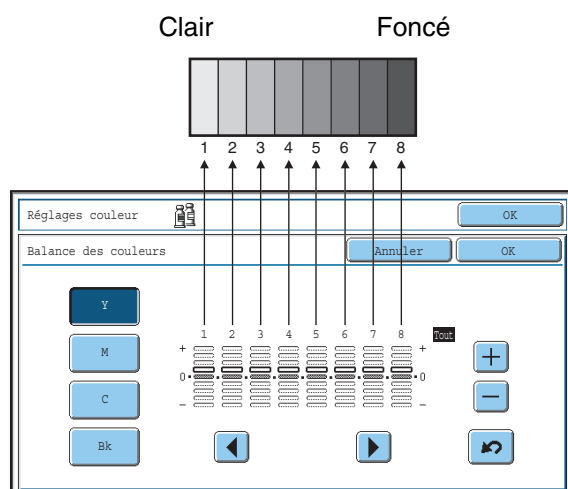 Clair Foncé
1 2 3 4 5 6 7 8
Réglages couleur OK
Balance des couleurs Annuler OK
Y
1 2 3 4 5 6 7 8 Tout
M
+ +
0 0
C
– –
Bk